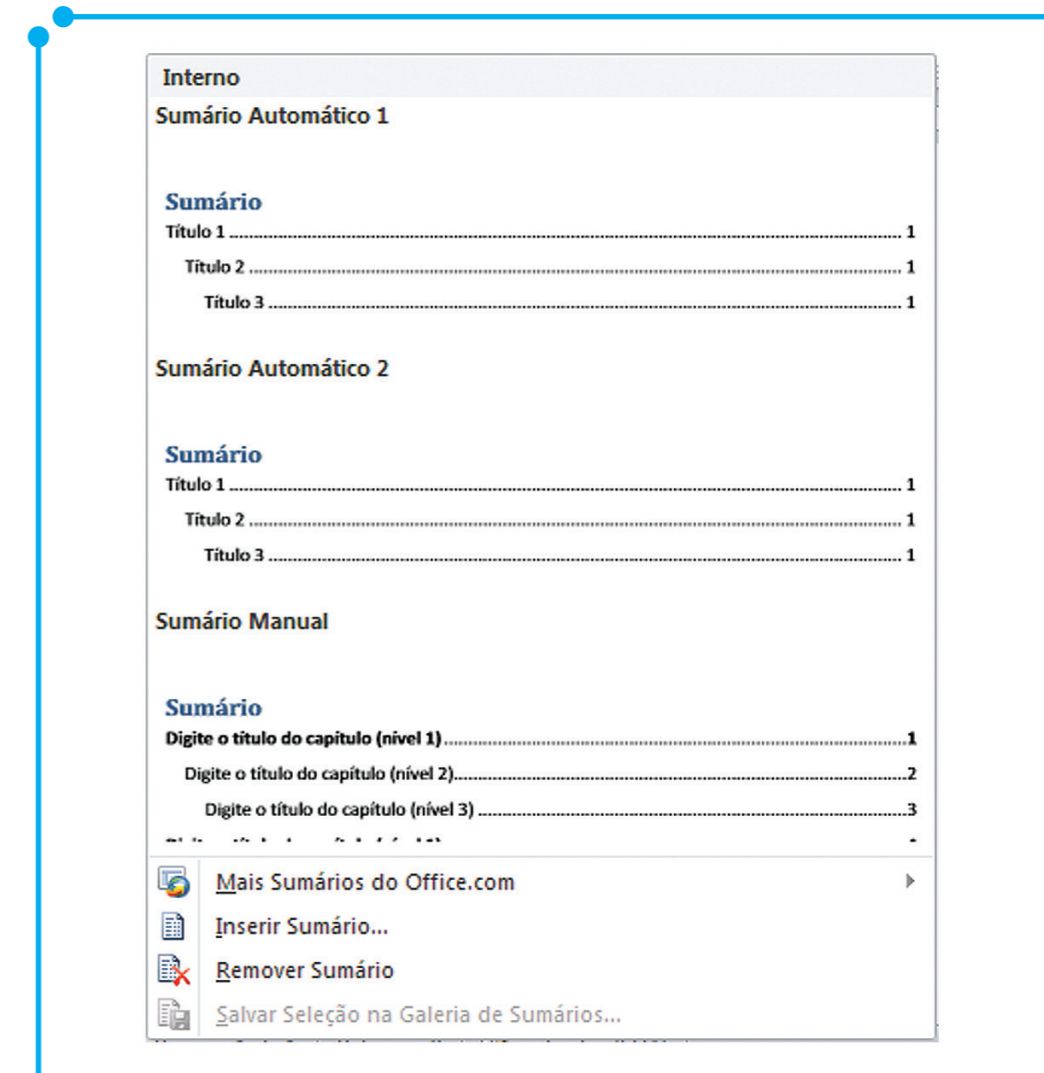 Interno
Sumário Automático 1
Sumário
Título 1 ........ 1
Título 2 ........ 1
Título 3 ........ 1
Sumário Automático 2
Sumário
Título 1 ........ 1
Título 2 ........ 1
Título 3 ........ 1
Sumário Manual
Sumário
Digite o título do capítulo (nível 1) ........ 1
Digite o título do capítulo (nível 2) ........ 2
Digite o título do capítulo (nível 3) ........ 3
Mais Sumários do Office.com
Inserir Sumário...
Remover Sumário
Salvar Seleção na Galeria de Sumários...